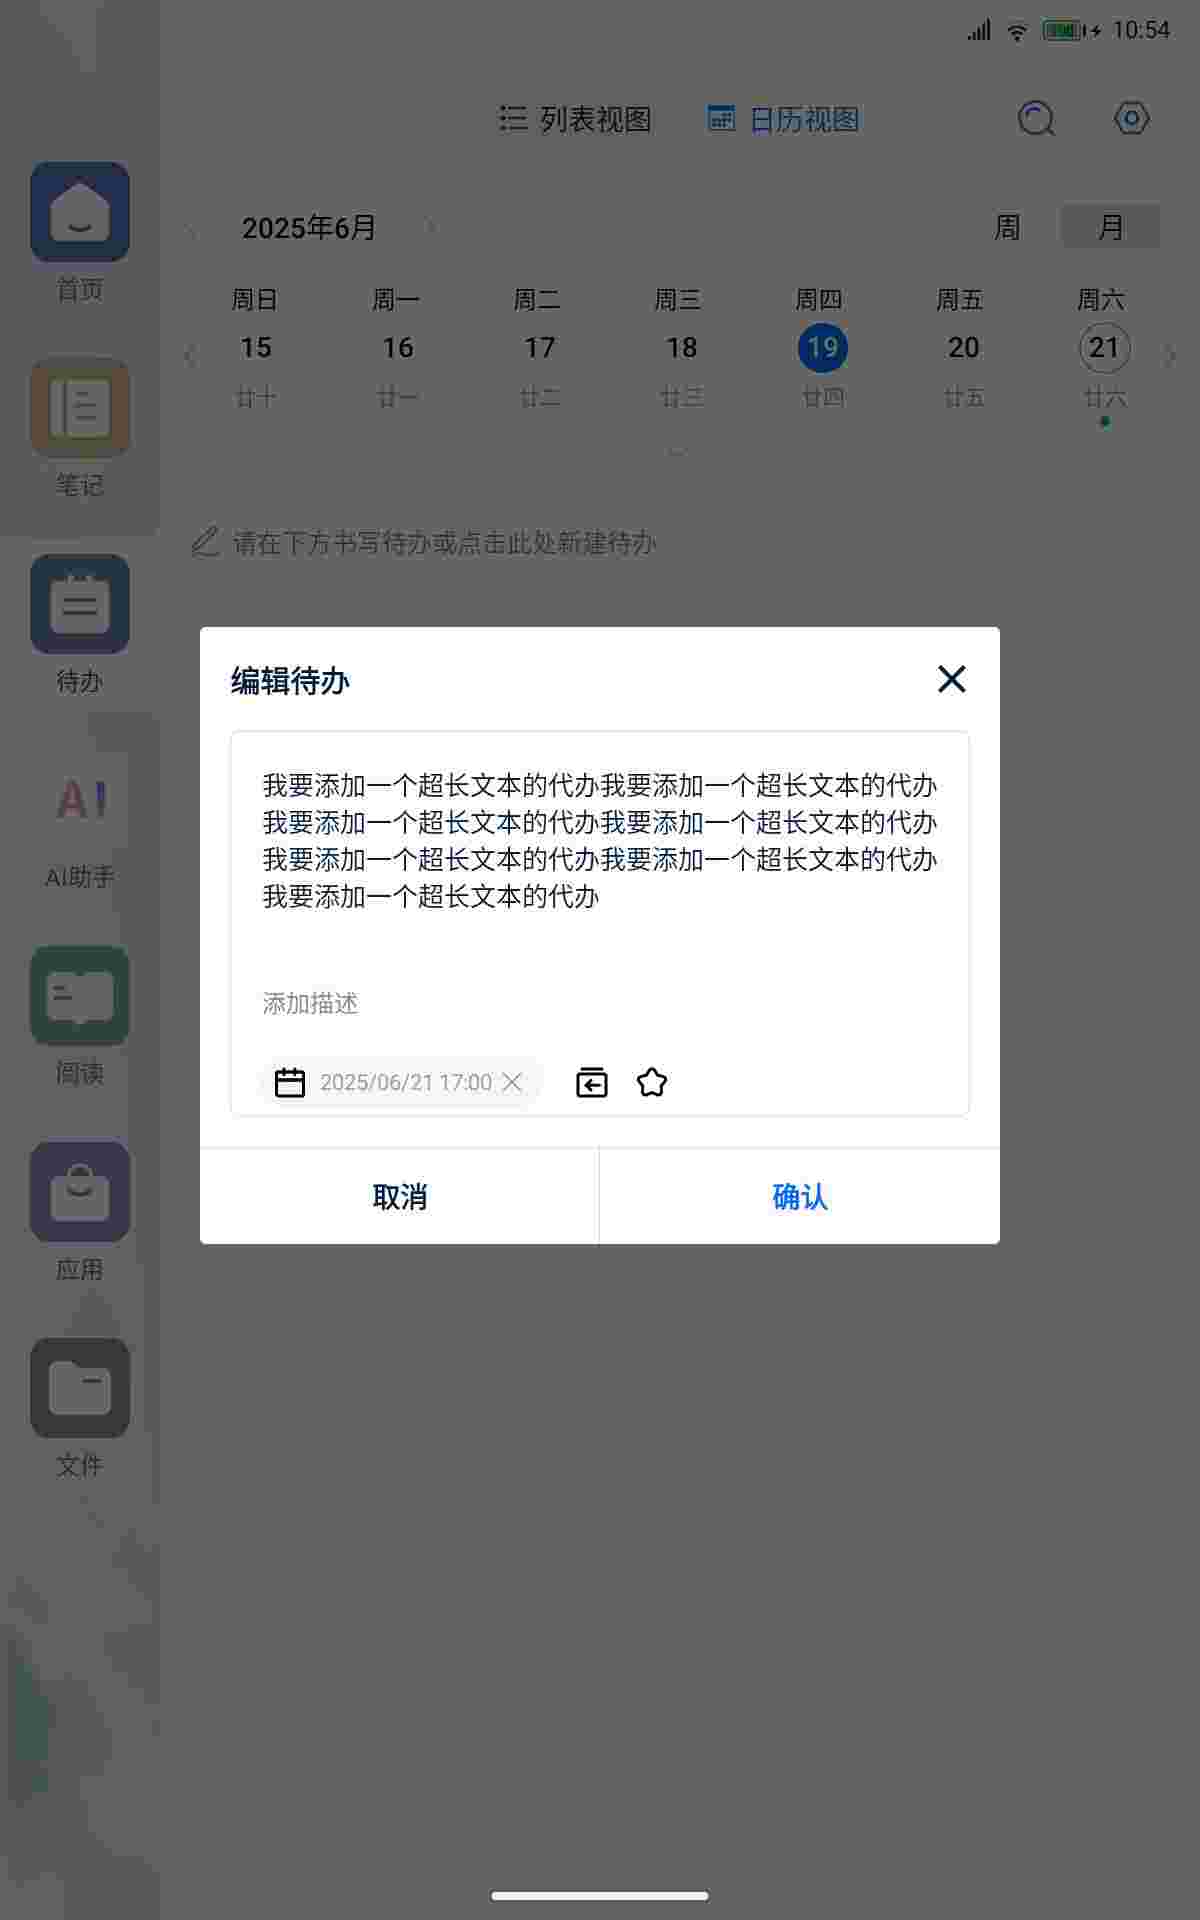 10:54
列表视图 日历视图
2025年6月 周 月
周日 周一 周二 周三 周四 周五 周六
15 16 17 18 19 20 21
廿十 廿一 廿二 廿三 廿四 廿五 廿六
请在下方书写待办或点击此处新建待办
首页
笔记
待办
AI
AI助手
阅读
应用
文件
编辑待办
我要添加一个超长文本的代办我要添加一个超长文本的代办
我要添加一个超长文本的代办我要添加一个超长文本的代办
我要添加一个超长文本的代办我要添加一个超长文本的代办
我要添加一个超长文本的代办
添加描述
2025/06/21 17:00
取消 确认